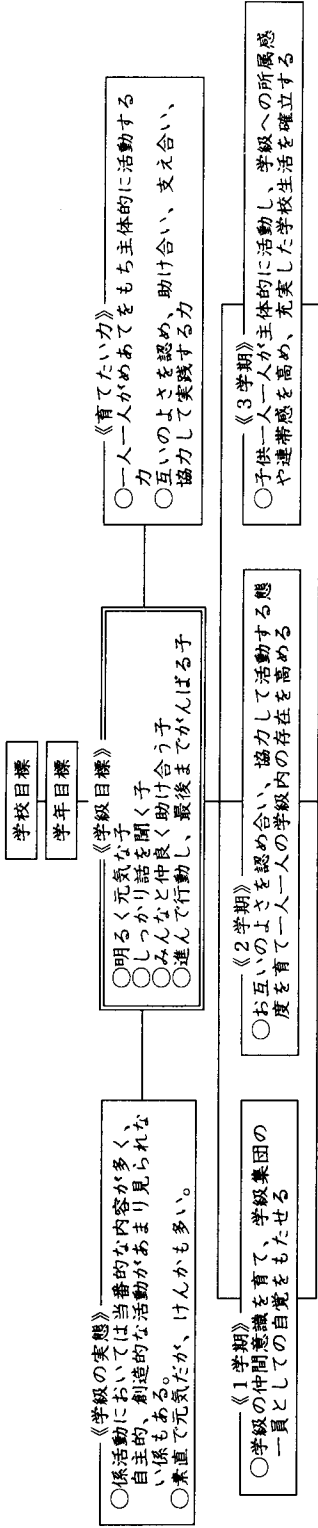 学校目標
学年目標
《学級の実態》
○係活動においては当番的な内容が多く、
自主的、創造的な活動があまり見られな
い係もある。
○素直で元気だが、けんかも多い。
《学級目標》
○明るく元気な子
○しっかり話を聞く子
○みんなと仲良く助け合う子
○進んで行動し、最後までがんばる子
《育てたい力》
○一人一人がめあてをもち主体的に活動する
力
○互いのよさを認め、助け合い、支え合い、
協力して実践する力
《1学期》
○学級の仲間意識を育て、学級集団の
一員としての自覚をもたせる
《2学期》
○お互いのよさを認め合い、協力して活動する態
度を育て一人一人の学級内の存在を高める
《3学期》
○子供一人一人が主体的に活動し、学級への所属感
や連帯感を高め、充実した学校生活を確立する